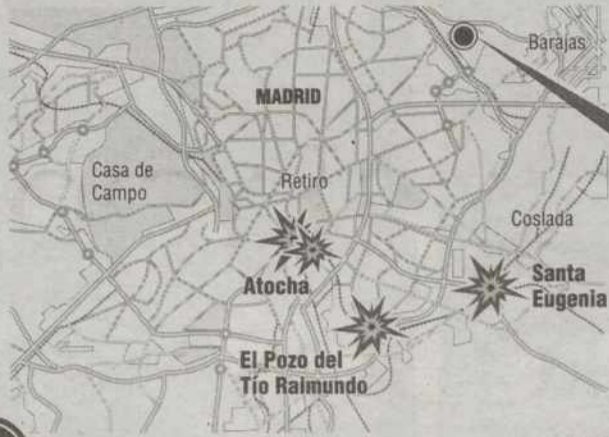 Barajas
MADRID
Casa de
Campo
Retiro
Coslada
Atocha
Santa
Eugenia
El Pozo del
Tío Raimundo